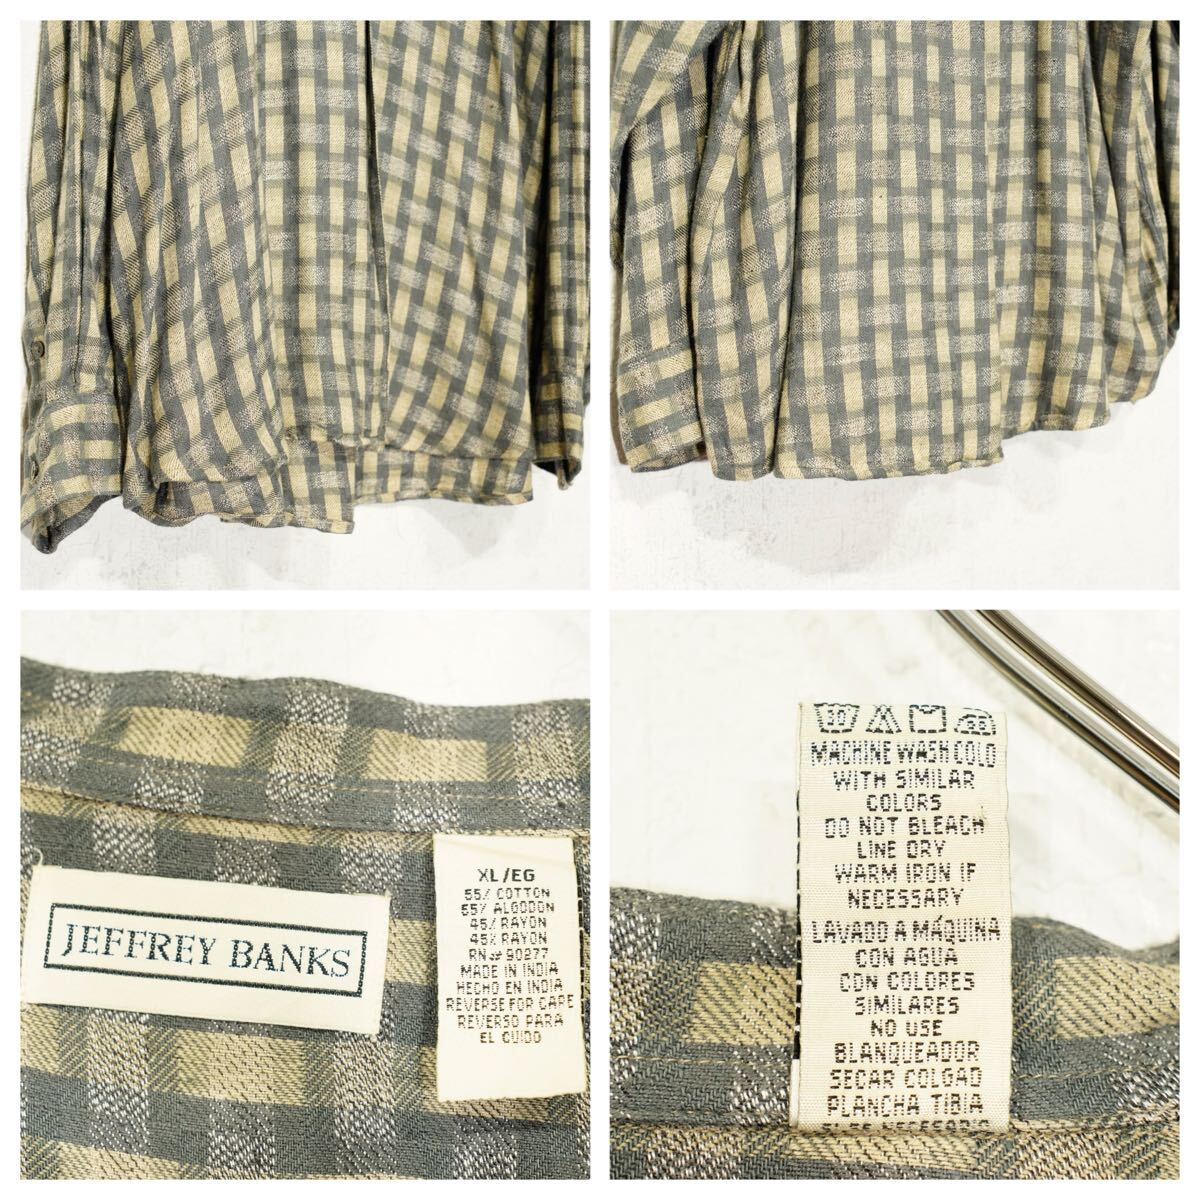 JEFFREY BANKS
XL/EG
55% COTTON
55% ALGODON
45% RAYON
45% RAYON
RN# 90277
MADE IN INDIA
HECHO EN INDIA
REVERSE FOR CARE
REVERSO PARA
EL CUIDO
30
MACHINE WASH COLD
WITH SIMILAR
COLORS
DO NOT BLEACH
LINE DRY
WARM IRON IF
NECESSARY
LAVADO A MÁQUINA
CON AGUA
CON COLORES
SIMILARES
NO USE
BLANQUEADOR
SECAR COLGAD
PLANCHA TIBIA